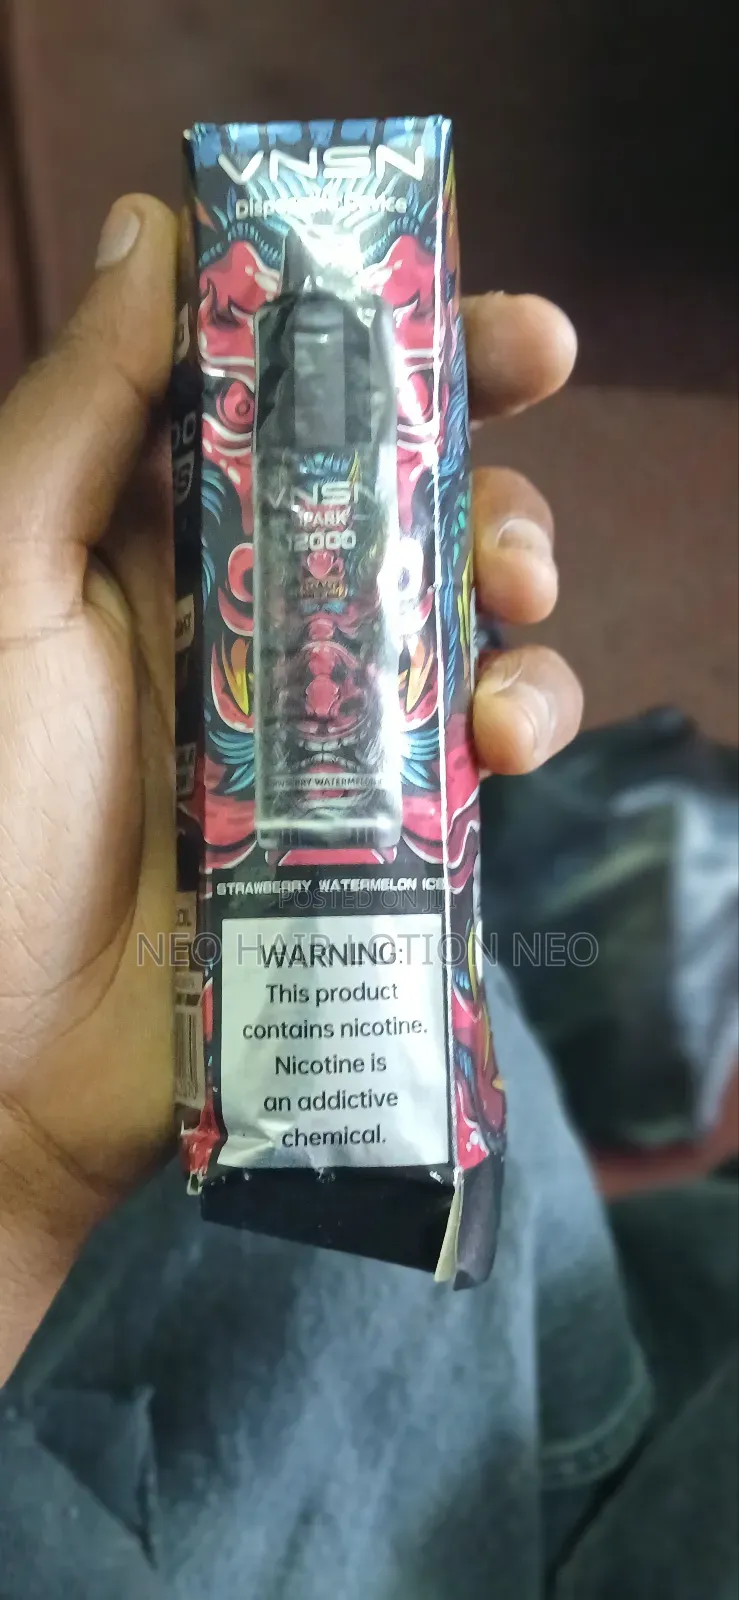 VNSN
Disposable Device
VNSN
SPARK
12000
STRAWBERRY WATERMELON ICE
POSTED ON JIJI
NEO HAIR LOTION NEO
WARNING:
This product
contains nicotine.
Nicotine is
an addictive
chemical.